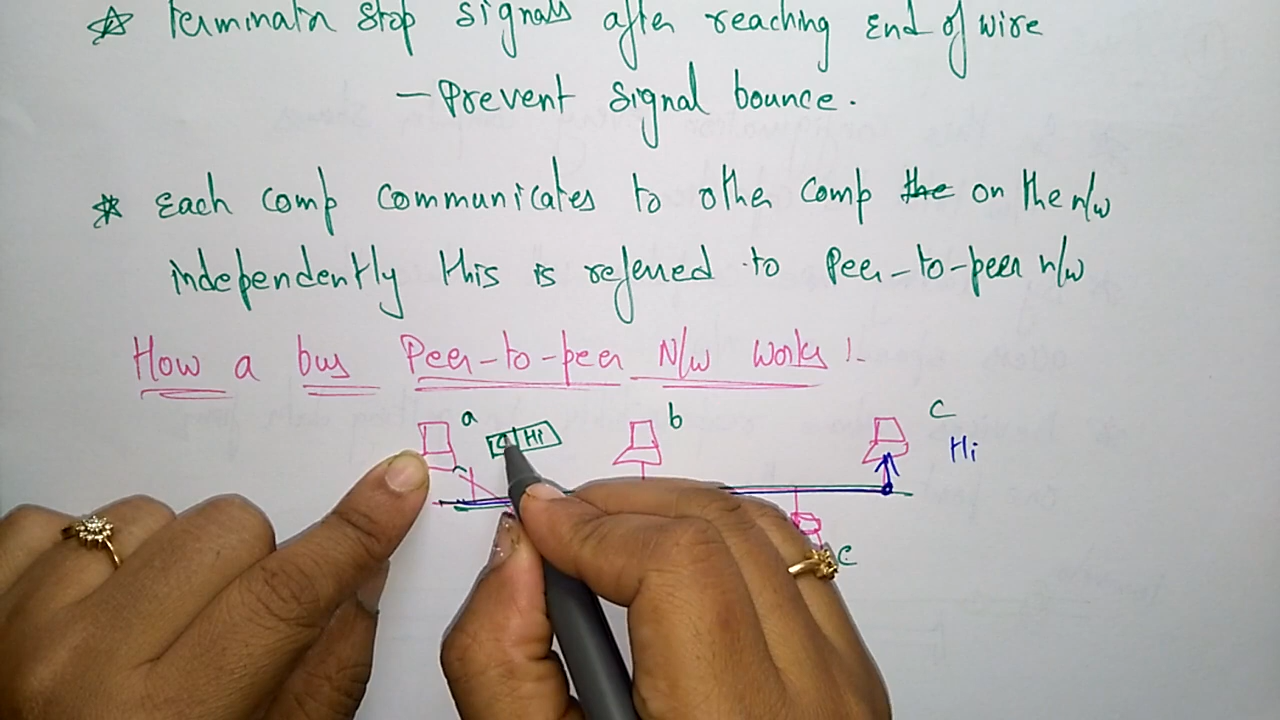 Terminator stop signals after reaching end of wire
- Prevent signal bounce.
* Each comp communicates to other comp the on the n/w
independently this is referred to Peer-to-peer n/w
How a bus Peer-to-peer N/w works :-
a b c
Hi Hi
c